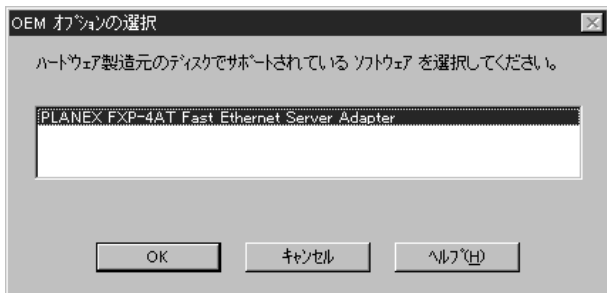 OEM ｵﾌﾟｼｮﾝの選択
ﾊｰﾄﾞｳｪｱ製造元のﾃﾞｨｽｸでｻﾎﾟｰﾄされている ｿﾌﾄｳｪｱ を選択してください。
PLANEX FXP-4AT Fast Ethernet Server Adapter
OK
ｷｬﾝｾﾙ
ﾍﾙﾌﾟ(H)